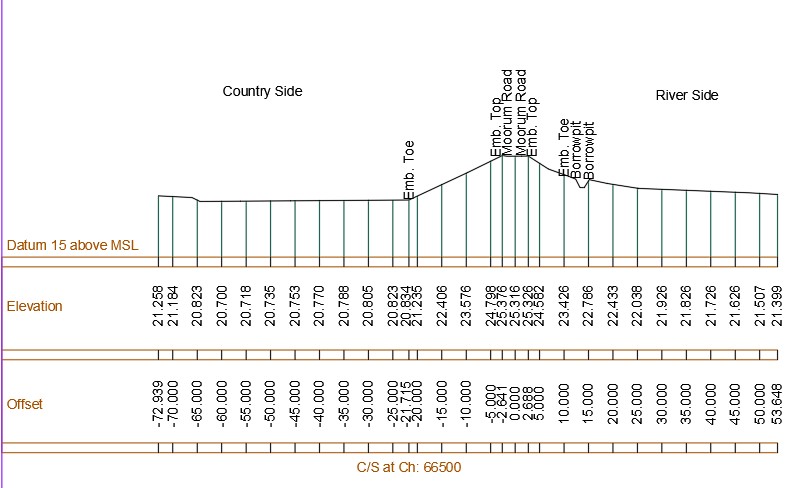 Country Side
River Side
Emb. Toe
Emb. Top
Moorum Road
Moorum Road
Emb. Top
Emb. Toe
Borrowpit
Borrowpit
Datum 15 above MSL
Elevation
21.258 21.184 20.823 20.700 20.718 20.735 20.753 20.770 20.788 20.805 20.823 20.834 21.235 22.406 23.576 24.798 25.376 25.316 25.326 24.582 23.426 22.786 22.433 22.038 21.926 21.826 21.726 21.626 21.507 21.399
Offset
-72.939 -70.000 -65.000 -60.000 -55.000 -50.000 -45.000 -40.000 -35.000 -30.000 -25.000 -21.715 -20.000 -15.000 -10.000 -5.000 -2.641 0.000 2.688 5.000 10.000 15.000 20.000 25.000 30.000 35.000 40.000 45.000 50.000 53.648
C/S at Ch: 66500